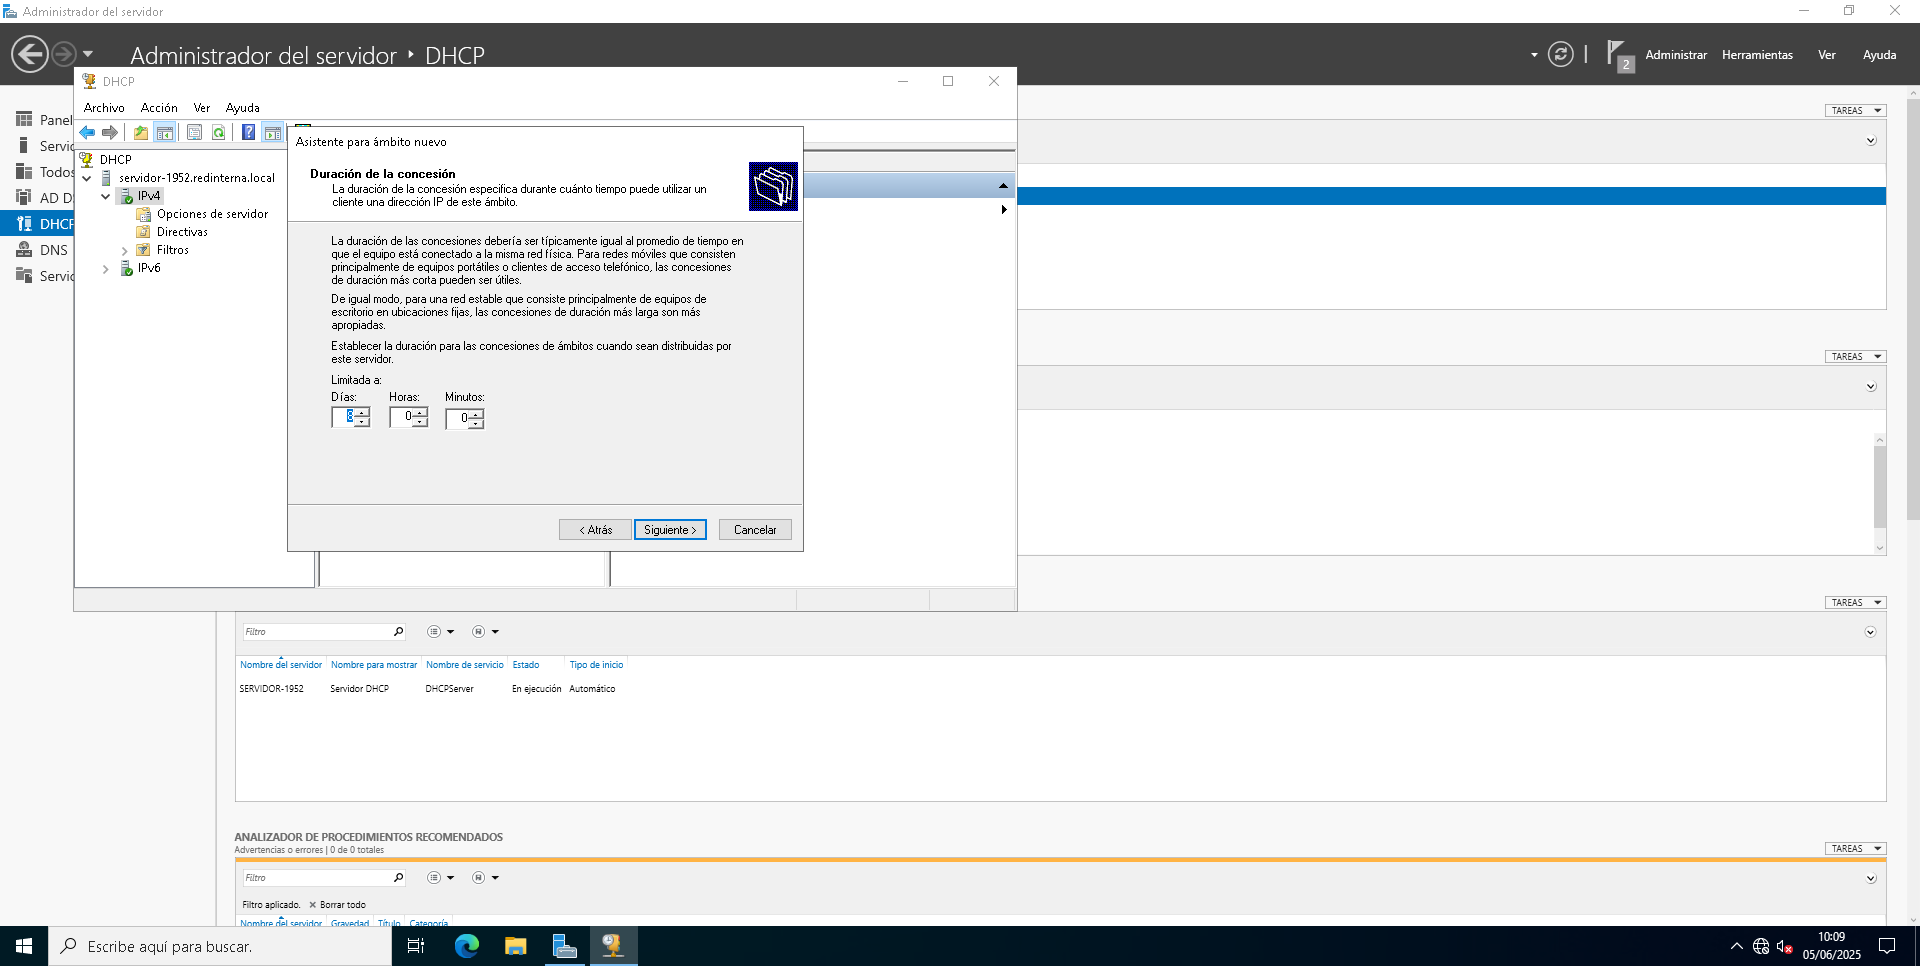 Administrador del servidor
Administrador del servidor ‣ DHCP
2
Administrar
Herramientas
Ver
Ayuda
DHCP
Archivo
Acción
Ver
Ayuda
Panel
Servic
Todos
AD D
DHCP
DNS
Servic
DHCP
servidor-1952.redinterna.local
IPv4
Opciones de servidor
Directivas
Filtros
IPv6
Asistente para ámbito nuevo
Duración de la concesión
La duración de la concesión especifica durante cuánto tiempo puede utilizar un
cliente una dirección IP de este ámbito.
La duración de las concesiones debería ser típicamente igual al promedio de tiempo en
que el equipo está conectado a la misma red física. Para redes móviles que consisten
principalmente de equipos portátiles o clientes de acceso telefónico, las concesiones
de duración más corta pueden ser útiles.
De igual modo, para una red estable que consiste principalmente de equipos de
escritorio en ubicaciones fijas, las concesiones de duración más larga son más
apropiadas.
Establecer la duración para las concesiones de ámbitos cuando sean distribuidas por
este servidor.
Limitada a:
Días:
Horas:
Minutos:
8
0
0
< Atrás
Siguiente >
Cancelar
TAREAS
TAREAS
TAREAS
Filtro
Nombre del servidor
Nombre para mostrar
Nombre de servicio
Estado
Tipo de inicio
SERVIDOR-1952
Servidor DHCP
DHCPServer
En ejecución
Automático
ANALIZADOR DE PROCEDIMIENTOS RECOMENDADOS
Advertencias o errores | 0 de 0 totales
TAREAS
Filtro
Filtro aplicado.
Borrar todo
Nombre del servidor
Gravedad
Título
Categoría
Escribe aquí para buscar.
10:09
05/06/2025